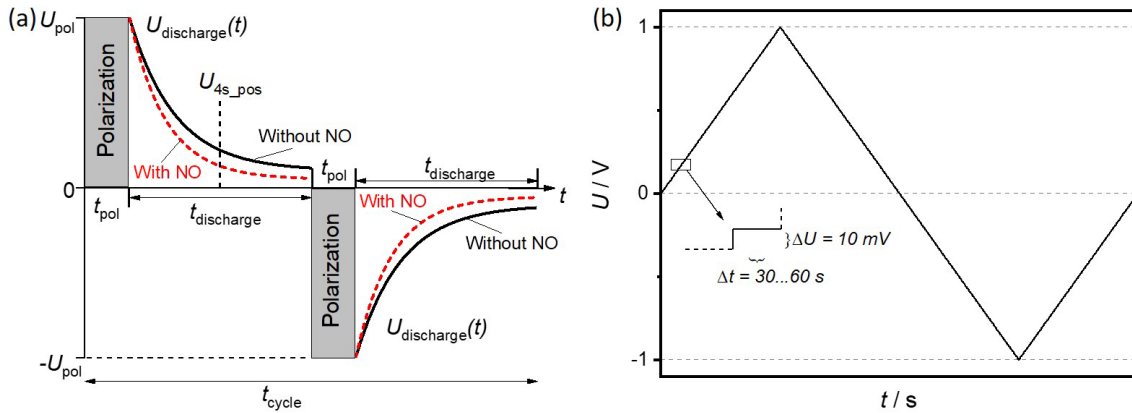 (a)
U_pol
U_discharge(t)
Polarization
U_4s_pos
Without NO
With NO
t_pol
t_discharge
0
t
t_pol
t_discharge
With NO
Without NO
Polarization
U_discharge(t)
-U_pol
t_cycle
(b)
1
0
-1
U / V
}ΔU = 10 mV
Δt = 30...60 s
t / s